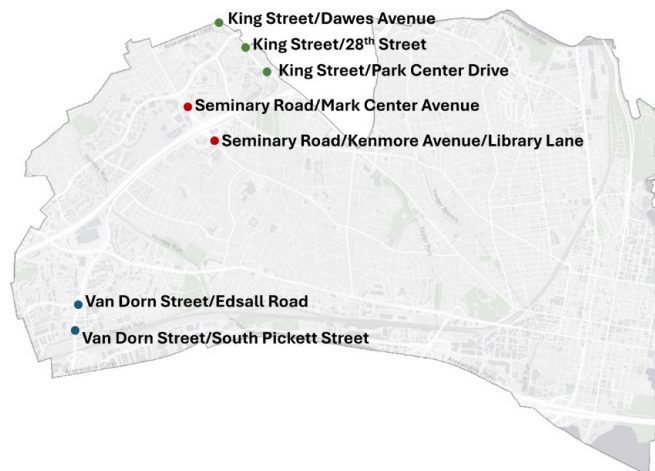 King Street/Dawes Avenue
King Street/28th Street
King Street/Park Center Drive
Seminary Road/Mark Center Avenue
Seminary Road/Kenmore Avenue/Library Lane
Van Dorn Street/Edsall Road
Van Dorn Street/South Pickett Street